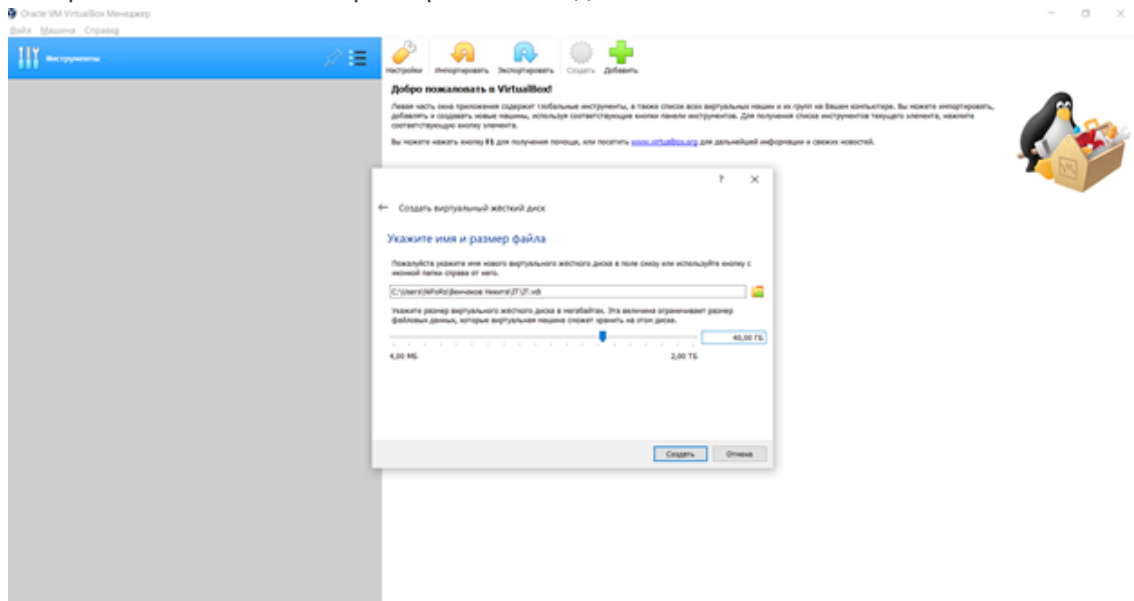 Oracle VM VirtualBox Менеджер
Файл Машина Справка
Инструменты
Настройки Импортировать Экспортировать Создать Добавить
Добро пожаловать в VirtualBox!
Левая часть окна приложения содержит глобальные инструменты, а также список всех виртуальных машин и их групп на Вашем компьютере. Вы можете импортировать,
добавлять и создавать новые машины, используя соответствующие кнопки панели инструментов. Для получения списка инструментов текущего элемента, нажмите
соответствующую кнопку элемента.
Вы можете нажать кнопку F1 для получения помощи, или посетить www.virtualbox.org для дальнейшей информации и свежих новостей.
? ×
← Создать виртуальный жёсткий диск
Укажите имя и размер файла
Пожалуйста укажите имя нового виртуального жёсткого диска в поле снизу или используйте кнопку с
иконкой папки справа от него.
Укажите размер виртуального жёсткого диска в мегабайтах. Эта величина ограничивает размер
файловых данных, которые виртуальная машина сможет хранить на этом диске.
40,00 ГБ
4,00 МБ 2,00 ТБ
Создать Отмена